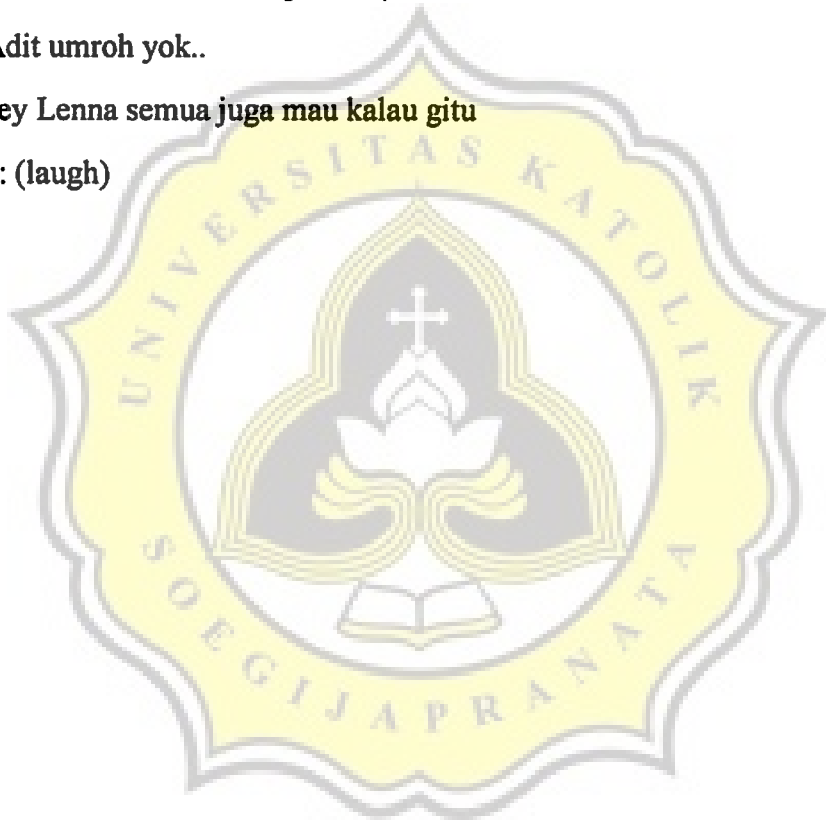 Adit umroh yok..
ey Lenna semua juga mau kalau gitu
: (laugh)
UNIVERSITAS KATOLIK
SOEGIJAPRANATA